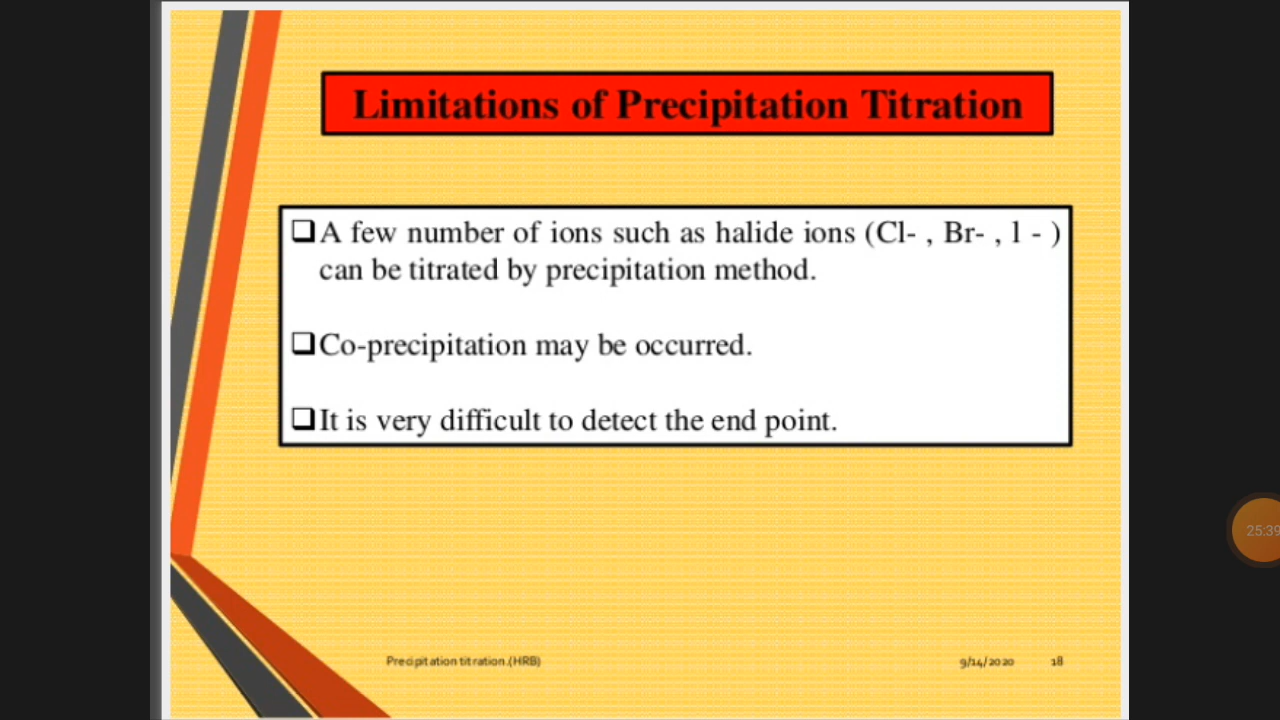 Limitations of Precipitation Titration
❑A few number of ions such as halide ions (Cl- , Br- , l - )
can be titrated by precipitation method.
❑Co-precipitation may be occurred.
❑It is very difficult to detect the end point.
Precipitation titration.(HRB)
9/14/2020
18
25:39